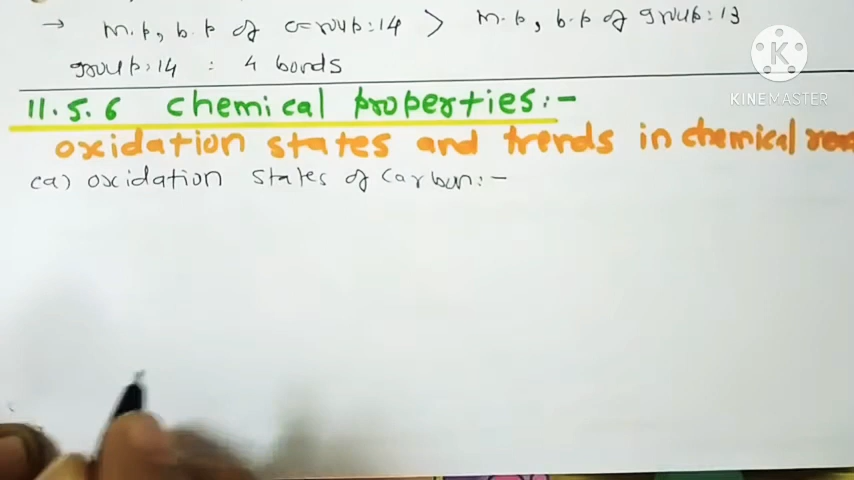 → m.p, b.p of Group:14 > m.p, b.p of group:13
group:14 : 4 bonds
KINEMASTER
11.5.6 chemical properties:-
oxidation states and trends in chemical reac
(a) oxidation states of carbon:-